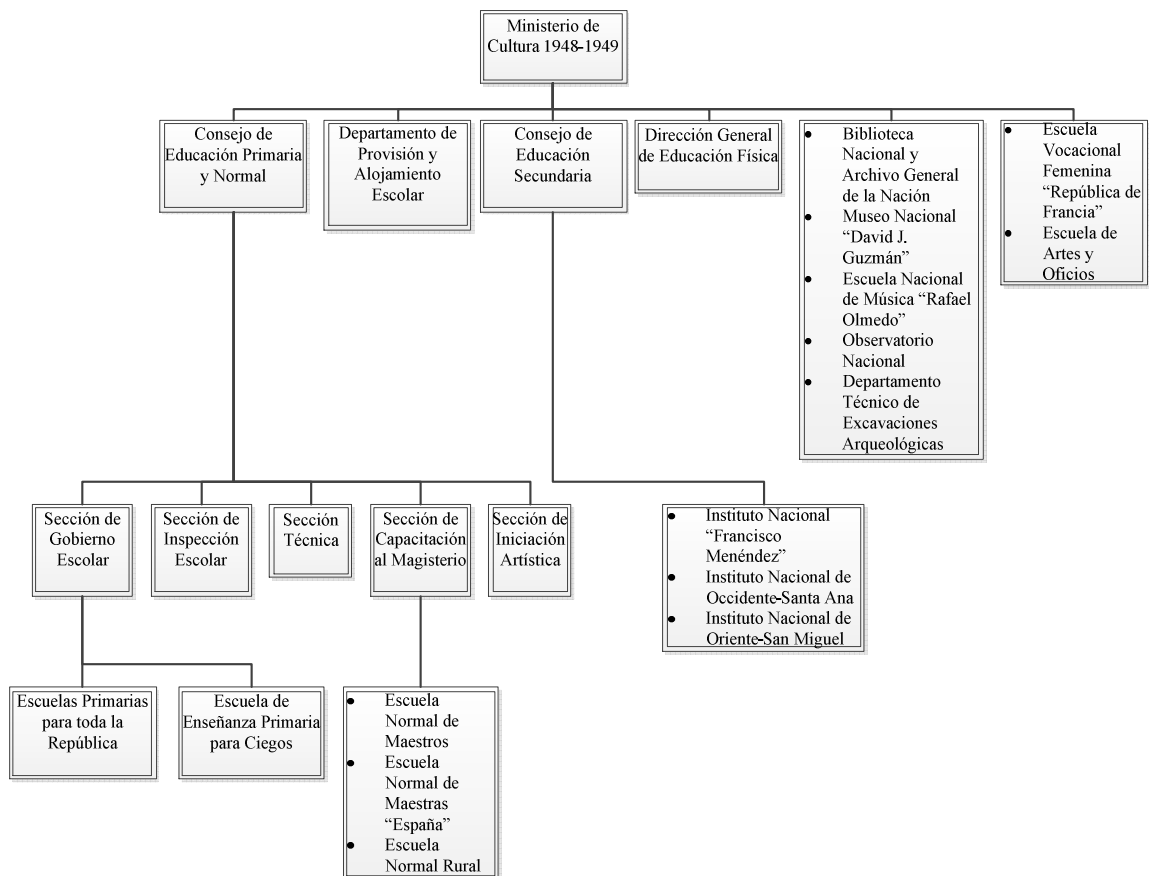 Ministerio de
Cultura 1948-1949
Consejo de
Educación Primaria
y Normal
Departamento de
Provisión y
Alojamiento
Escolar
Consejo de
Educación
Secundaria
Dirección General
de Educación Física
• Biblioteca
Nacional y
Archivo General
de la Nación
• Museo Nacional
“David J.
Guzmán”
• Escuela Nacional
de Música “Rafael
Olmedo”
• Observatorio
Nacional
• Departamento
Técnico de
Excavaciones
Arqueológicas
• Escuela
Vocacional
Femenina
“República de
Francia”
• Escuela de
Artes y
Oficios
Sección de
Gobierno
Escolar
Sección de
Inspección
Escolar
Sección
Técnica
Sección de
Capacitación
al Magisterio
Sección de
Iniciación
Artística
• Instituto Nacional
“Francisco
Menéndez”
• Instituto Nacional de
Occidente-Santa Ana
• Instituto Nacional de
Oriente-San Miguel
Escuelas Primarias
para toda la
República
Escuela de
Enseñanza Primaria
para Ciegos
• Escuela
Normal de
Maestros
• Escuela
Normal de
Maestras
“España”
• Escuela
Normal Rural